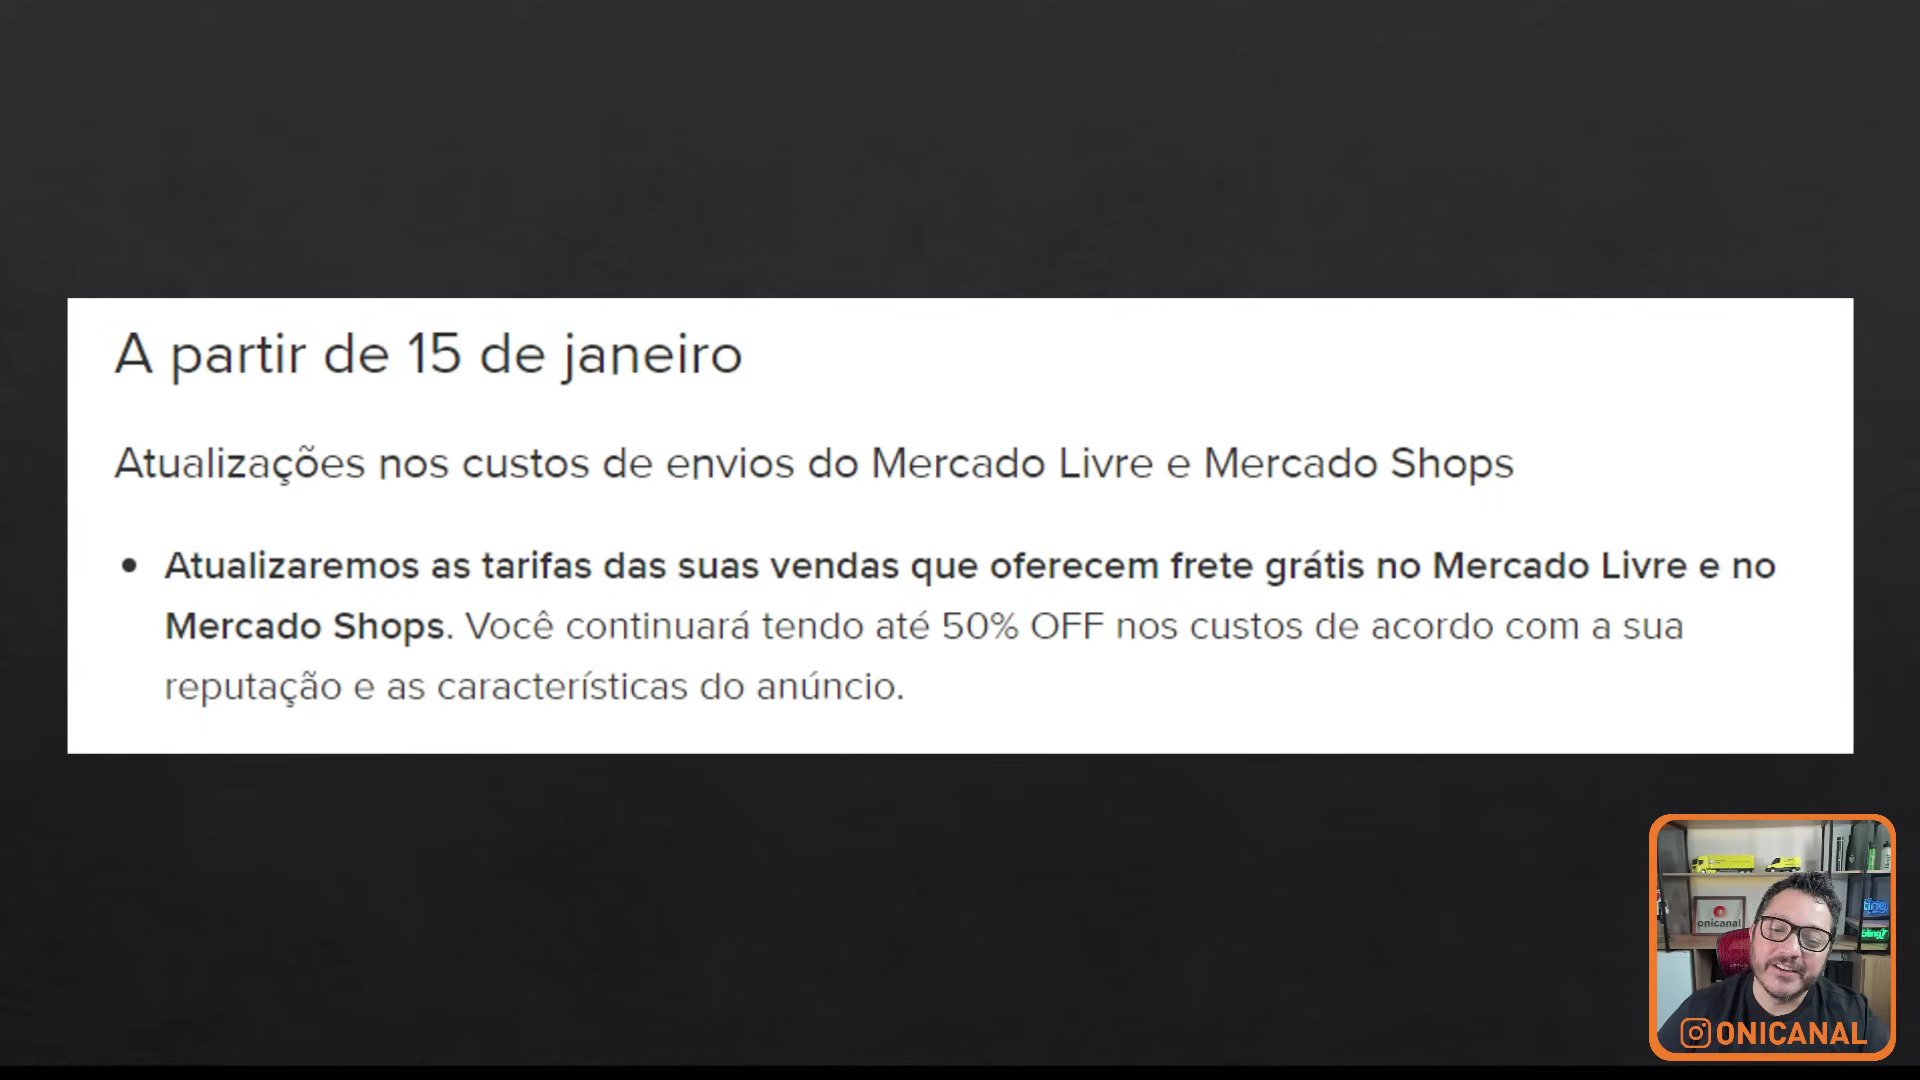 A partir de 15 de janeiro
Atualizações nos custos de envios do Mercado Livre e Mercado Shops
• Atualizaremos as tarifas das suas vendas que oferecem frete grátis no Mercado Livre e no
Mercado Shops. Você continuará tendo até 50% OFF nos custos de acordo com a sua
reputação e as características do anúncio.
onicanal
bling!
ONICANAL